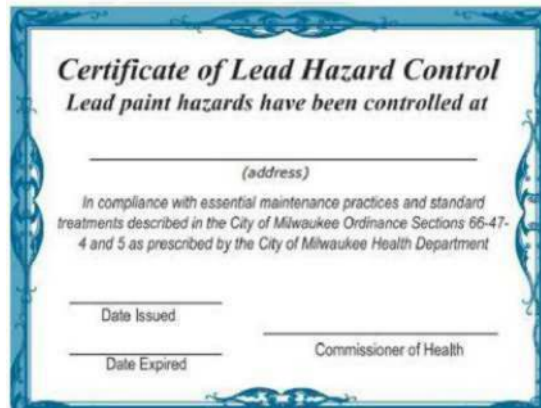 Certificate of Lead Hazard Control
Lead paint hazards have been controlled at
(address)
In compliance with essential maintenance practices and standard
treatments described in the City of Milwaukee Ordinance Sections 66-47-
4 and 5 as prescribed by the City of Milwaukee Health Department
Date Issued
Commissioner of Health
Date Expired